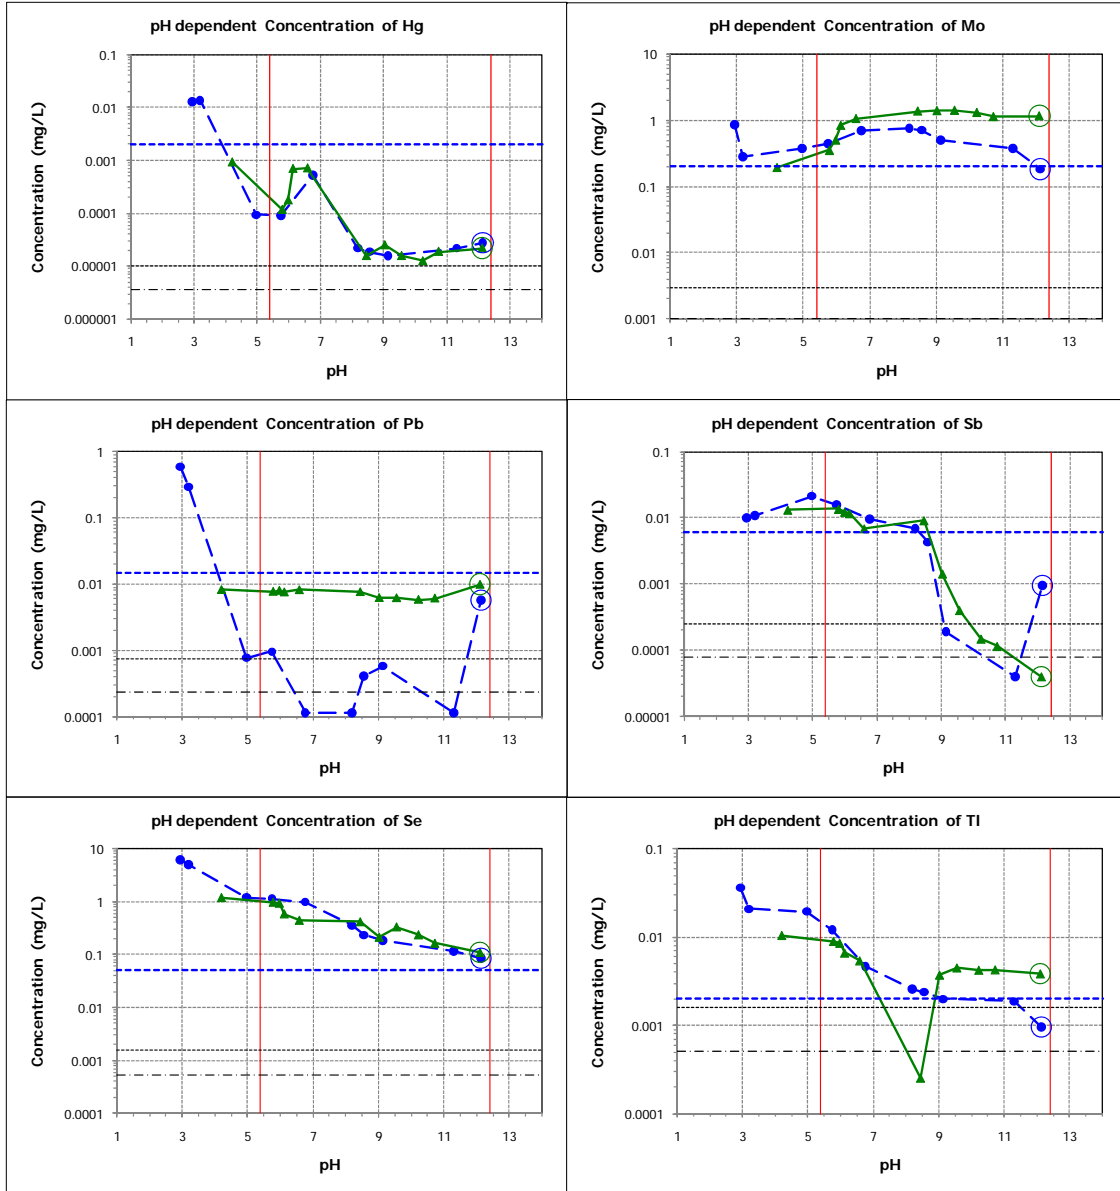 pH dependent Concentration of Hg
Concentration (mg/L)
0.1
0.01
0.001
0.0001
0.00001
0.000001
1 3 5 7 9 11 13
pH
pH dependent Concentration of Mo
Concentration (mg/L)
10
1
0.1
0.01
0.001
1 3 5 7 9 11 13
pH
pH dependent Concentration of Pb
Concentration (mg/L)
1
0.1
0.01
0.001
0.0001
1 3 5 7 9 11 13
pH
pH dependent Concentration of Sb
Concentration (mg/L)
0.1
0.01
0.001
0.0001
0.00001
1 3 5 7 9 11 13
pH
pH dependent Concentration of Se
Concentration (mg/L)
10
1
0.1
0.01
0.001
0.0001
1 3 5 7 9 11 13
pH
pH dependent Concentration of Tl
Concentration (mg/L)
0.1
0.01
0.001
0.0001
1 3 5 7 9 11 13
pH